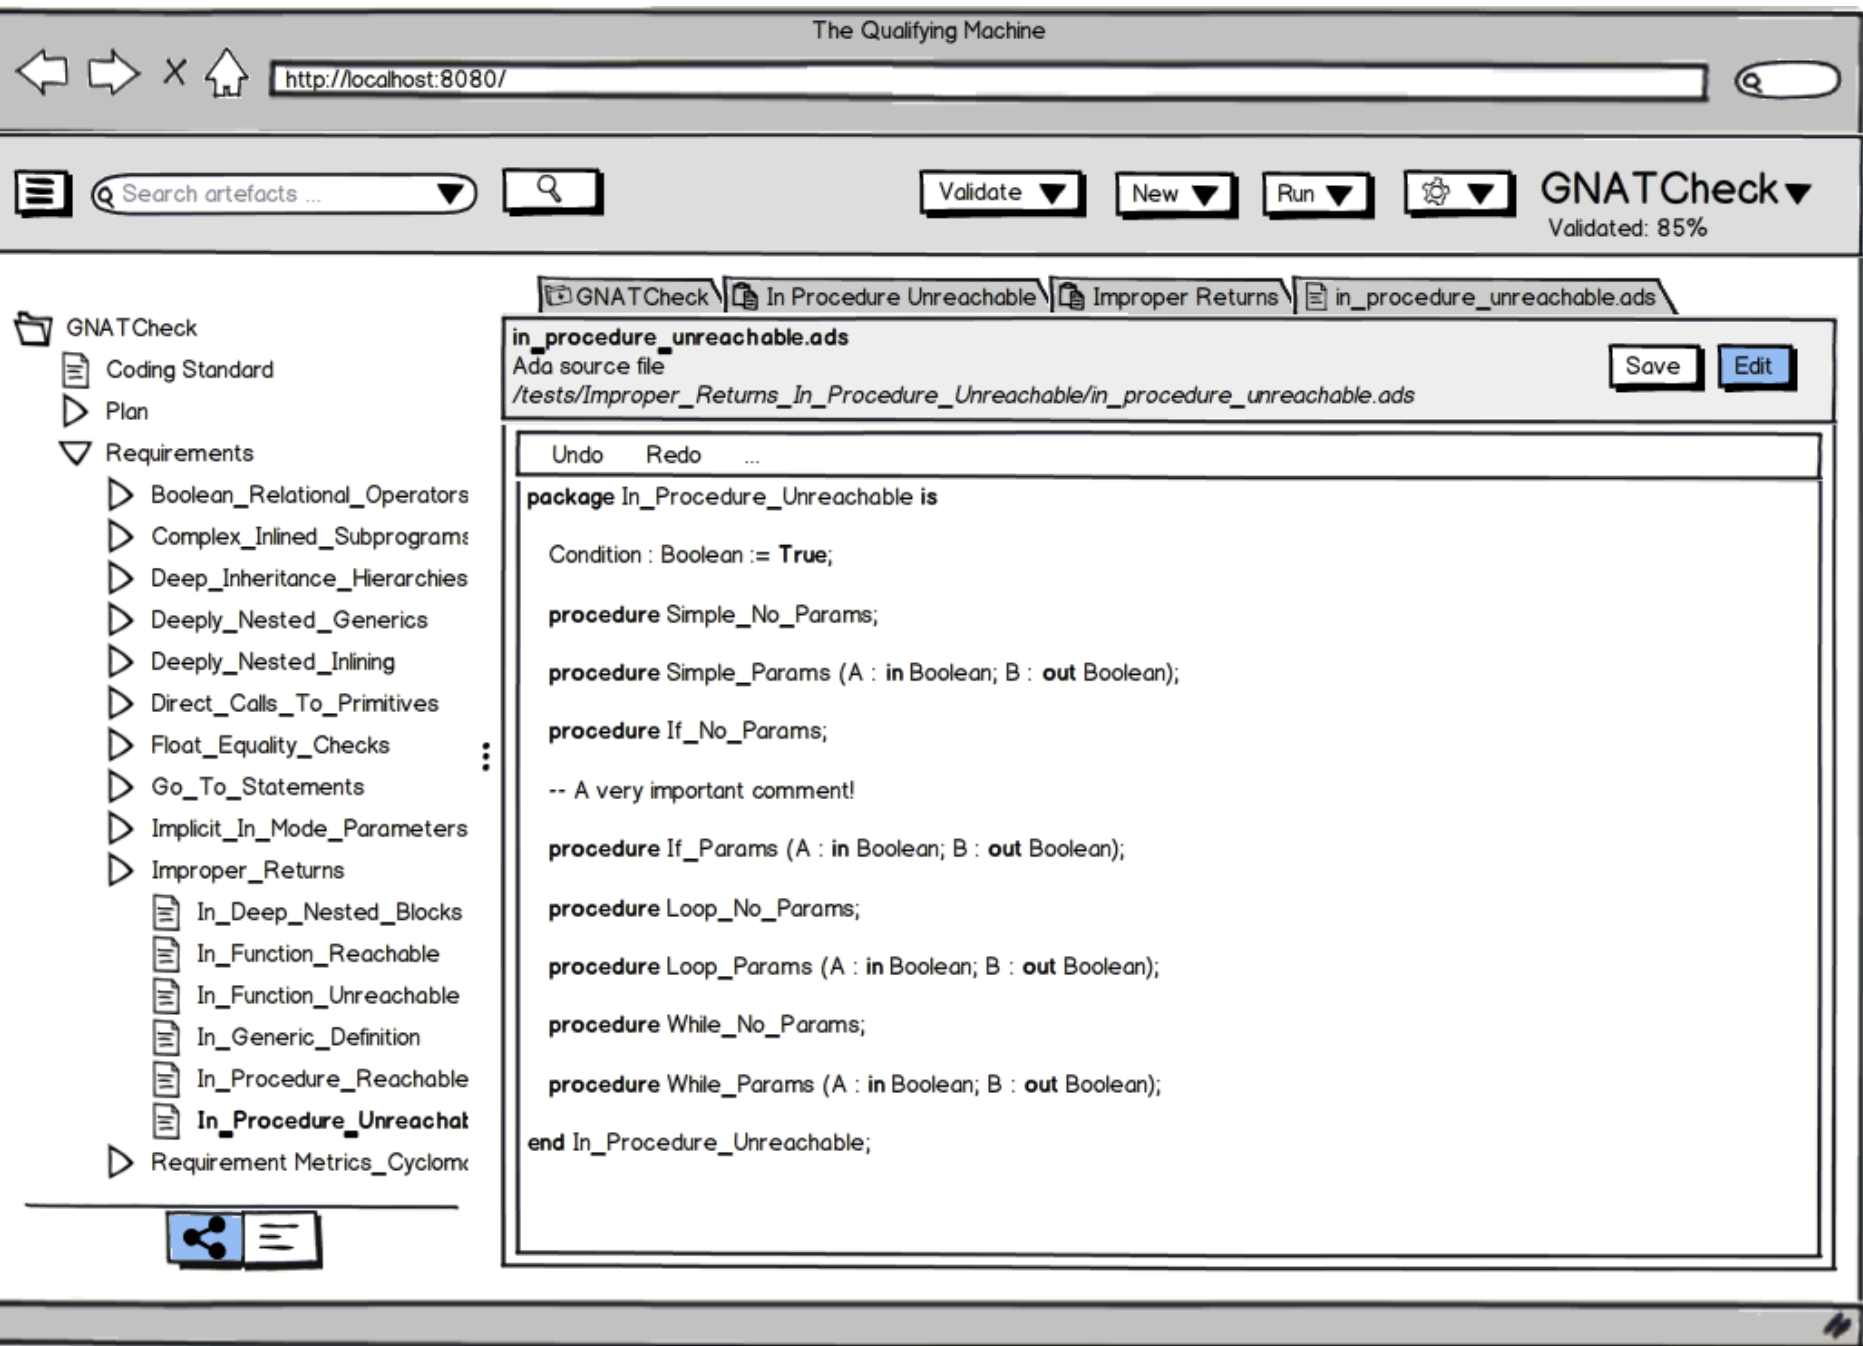 The Qualifying Machine
http://localhost:8080/
Search artefacts ...
Validate
New
Run
GNATCheck
Validated: 85%
GNATCheck
Coding Standard
Plan
Requirements
Boolean_Relational_Operators
Complex_Inlined_Subprograms
Deep_Inheritance_Hierarchies
Deeply_Nested_Generics
Deeply_Nested_Inlining
Direct_Calls_To_Primitives
Float_Equality_Checks
Go_To_Statements
Implicit_In_Mode_Parameters
Improper_Returns
In_Deep_Nested_Blocks
In_Function_Reachable
In_Function_Unreachable
In_Generic_Definition
In_Procedure_Reachable
In_Procedure_Unreachab
Requirement Metrics_Cyclom
GNATCheck
In Procedure Unreachable
Improper Returns
in_procedure_unreachable.ads
in_procedure_unreachable.ads
Ada source file
/tests/Improper_Returns_In_Procedure_Unreachable/in_procedure_unreachable.ads
Save
Edit
Undo Redo ...
package In_Procedure_Unreachable is
Condition : Boolean := True;
procedure Simple_No_Params;
procedure Simple_Params (A : in Boolean; B : out Boolean);
procedure If_No_Params;
-- A very important comment!
procedure If_Params (A : in Boolean; B : out Boolean);
procedure Loop_No_Params;
procedure Loop_Params (A : in Boolean; B : out Boolean);
procedure While_No_Params;
procedure While_Params (A : in Boolean; B : out Boolean);
end In_Procedure_Unreachable;